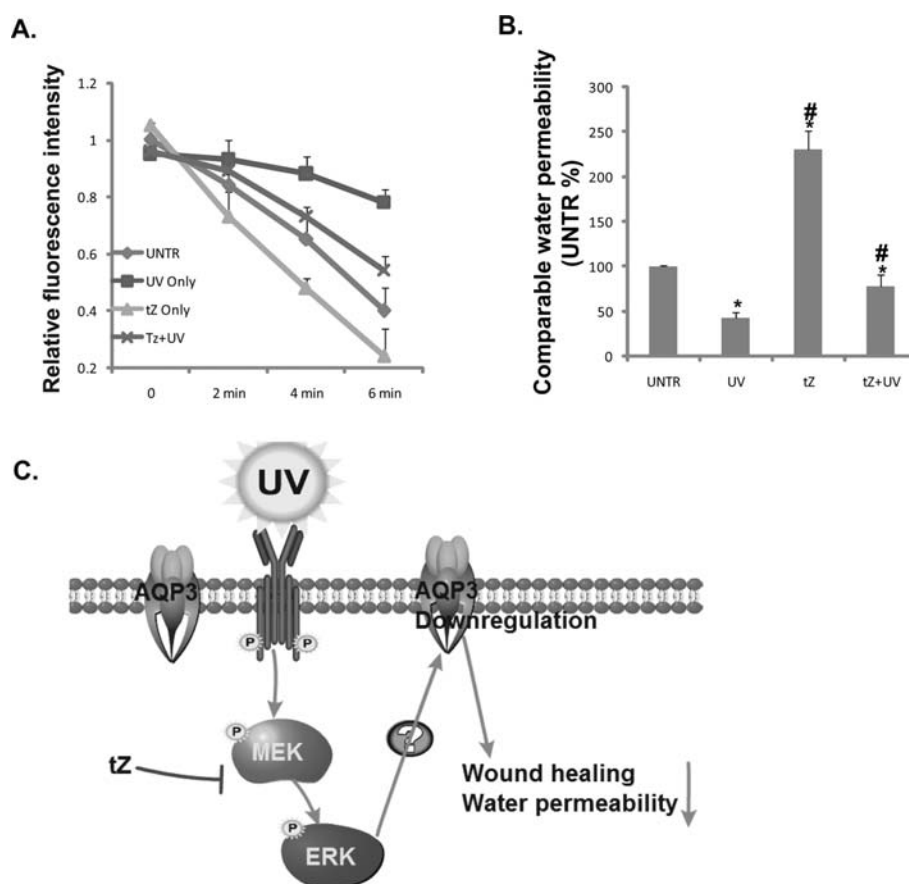 A.
Relative fluorescence intensity
1.2
1
0.8
0.6
0.4
0.2
UNTR
UV Only
tZ Only
Tz+UV
0
2 min
4 min
6 min
B.
Comparable water permeability
(UNTR %)
300
250
200
150
100
50
0
*
#
*
#
*
UNTR
UV
tZ
tZ+UV
C.
UV
AQP3
AQP3
Downregulation
P
P
P
MEK
?
tZ
Wound healing
Water permeability
P
ERK